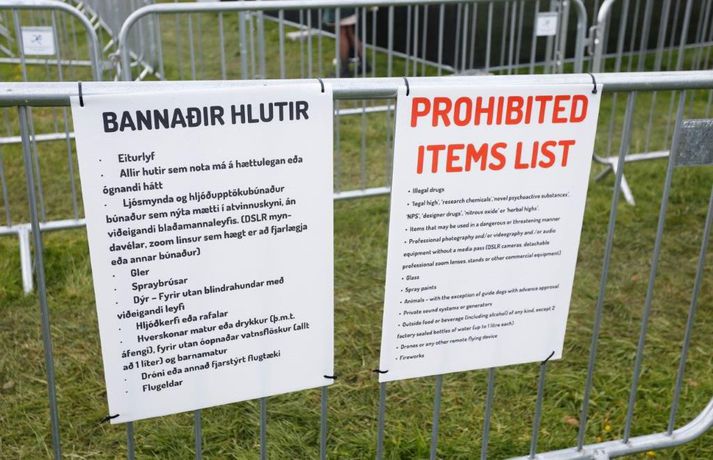 BANNAÐIR HLUTIR
· Eiturlyf
· Allir hutir sem nota má á hættulegan eða
ógnandi hátt
· Ljósmynda og hljóðupptökubúnaður
búnaður sem nýta mætti í atvinnuskyni, án
viðeigandi blaðamannaleyfis. (DSLR myn-
davélar, zoom linsur sem hægt er að fjarlægja
eða annar búnaður)
· Gler
· Spraybrúsar
· Dýr – Fyrir utan blindrahundar með
viðeigandi leyfi
· Hljóðkerfi eða rafalar
· Hverskonar matur eða drykkur (þ.m.t.
áfengi), fyrir utan óopnaðar vatnsflöskur (allt
að 1 líter) og barnamatur
· Dróni eða annað fjarstýrt flugtæki
· Flugeldar
PROHIBITED
ITEMS LIST
• Illegal drugs
• 'legal high', 'research chemicals', 'novel psychoactive substances',
'NPS', 'designer drugs', 'nitrous oxide' or 'herbal highs'.
• Items that may be used in a dangerous or threatening manner
• Professional photography and/or videography and / or audio
equipment without a media pass (DSLR cameras, detachable
professional zoom lenses, stands or other commercial equipment)
• Glass
• Spray paints
• Animals – with the exception of guide dogs with advance approval
• Private sound systems or generators
• Outside food or beverage (including alcohol) of any kind, except 2
factory sealed bottles of water (up to 1 litre each)
• Drones or any other remote flying device
• Fireworks